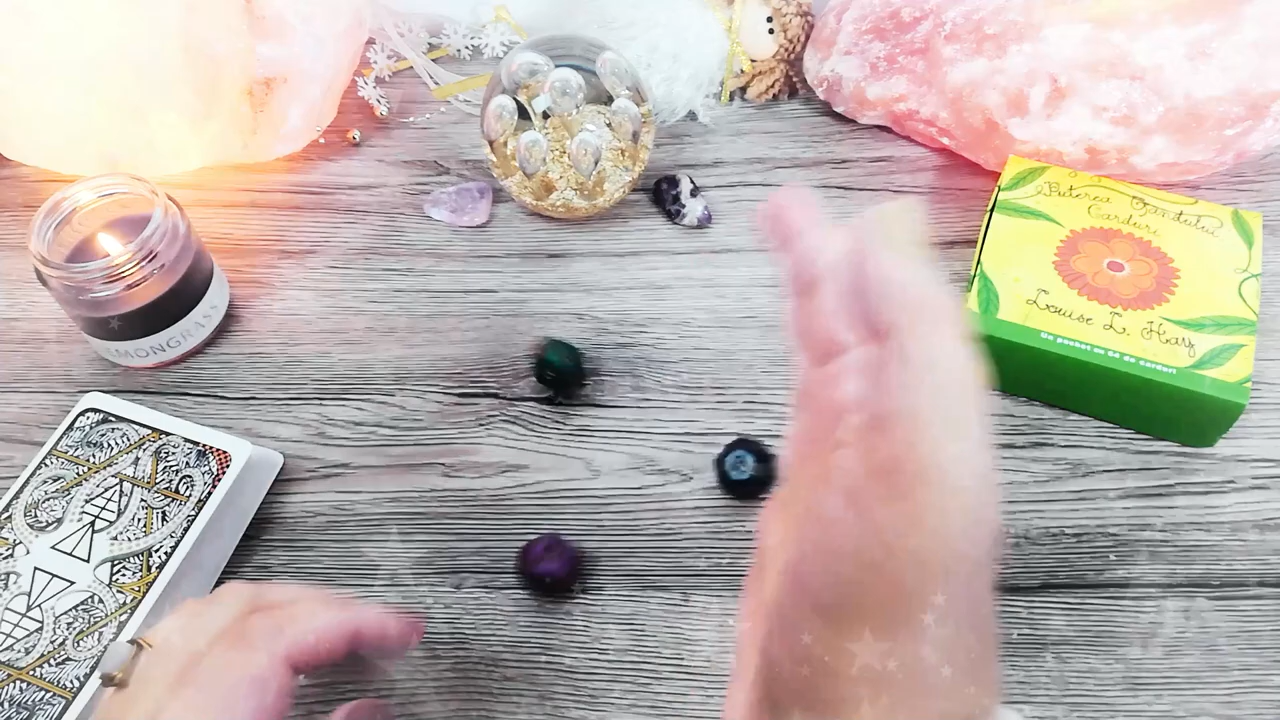 Puterea Gândului
Carduri
Louise L. Hay
Un pachet cu 64 de carduri
MONGRASS